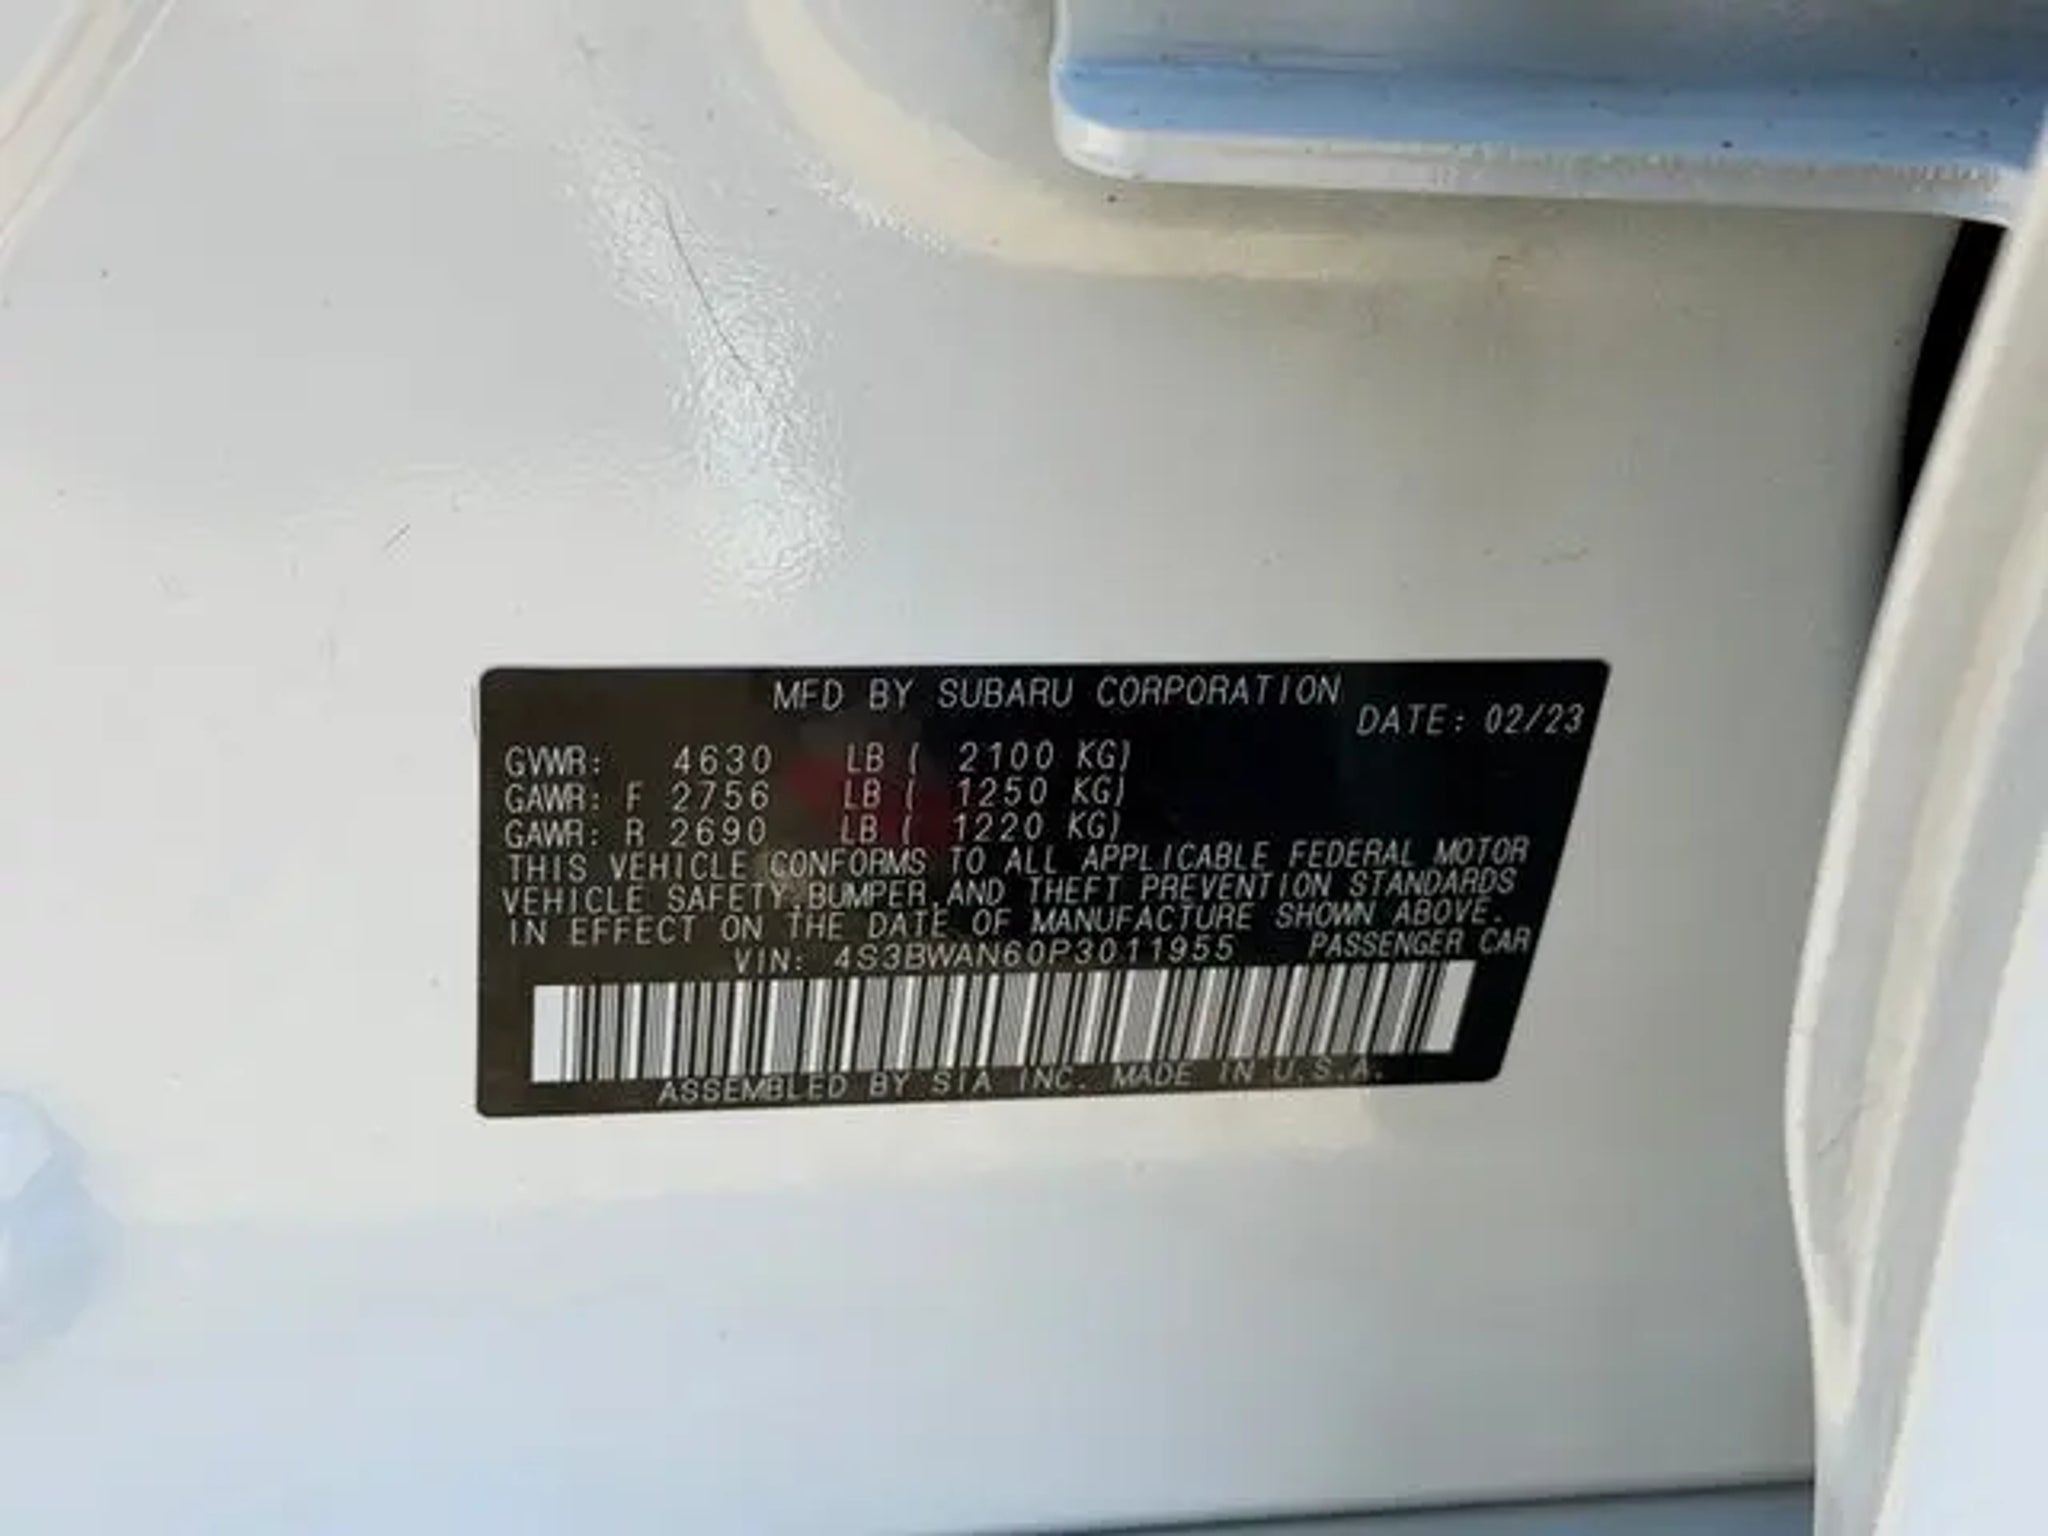 MFD BY SUBARU CORPORATION
DATE: 02/23
GVWR: 4630 LB ( 2100 KG)
GAWR: F 2756 LB ( 1250 KG)
GAWR: R 2690 LB ( 1220 KG)
THIS VEHICLE CONFORMS TO ALL APPLICABLE FEDERAL MOTOR
VEHICLE SAFETY,BUMPER,AND THEFT PREVENTION STANDARDS
IN EFFECT ON THE DATE OF MANUFACTURE SHOWN ABOVE.
VIN: 4S3BWAN60P3011955 PASSENGER CAR
ASSEMBLED BY SIA INC. MADE IN U.S.A.